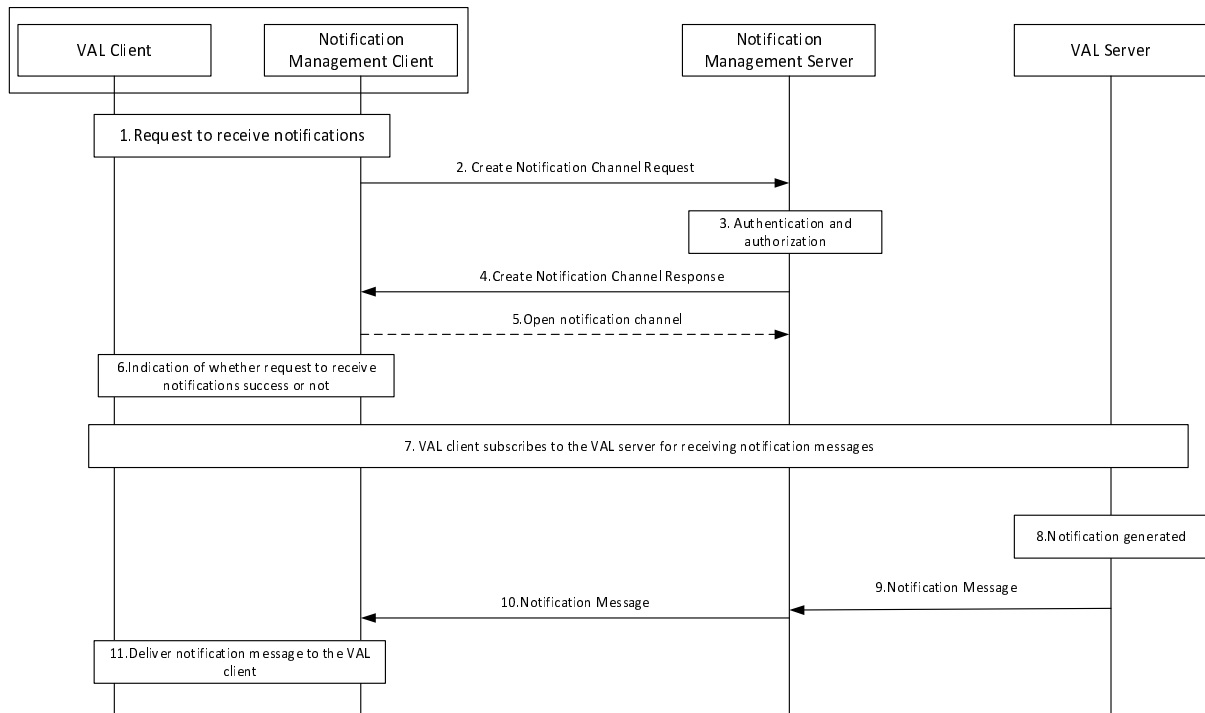 VAL Client
Notification
Management Client
Notification
Management Server
VAL Server
1.Request to receive notifications
2. Create Notification Channel Request
3. Authentication and
authorization
4.Create Notification Channel Response
5.Open notification channel
6.Indication of whether request to receive
notifications success or not
7. VAL client subscribes to the VAL server for receiving notification messages
8.Notification generated
9.Notification Message
10.Notification Message
11.Deliver notification message to the VAL
client